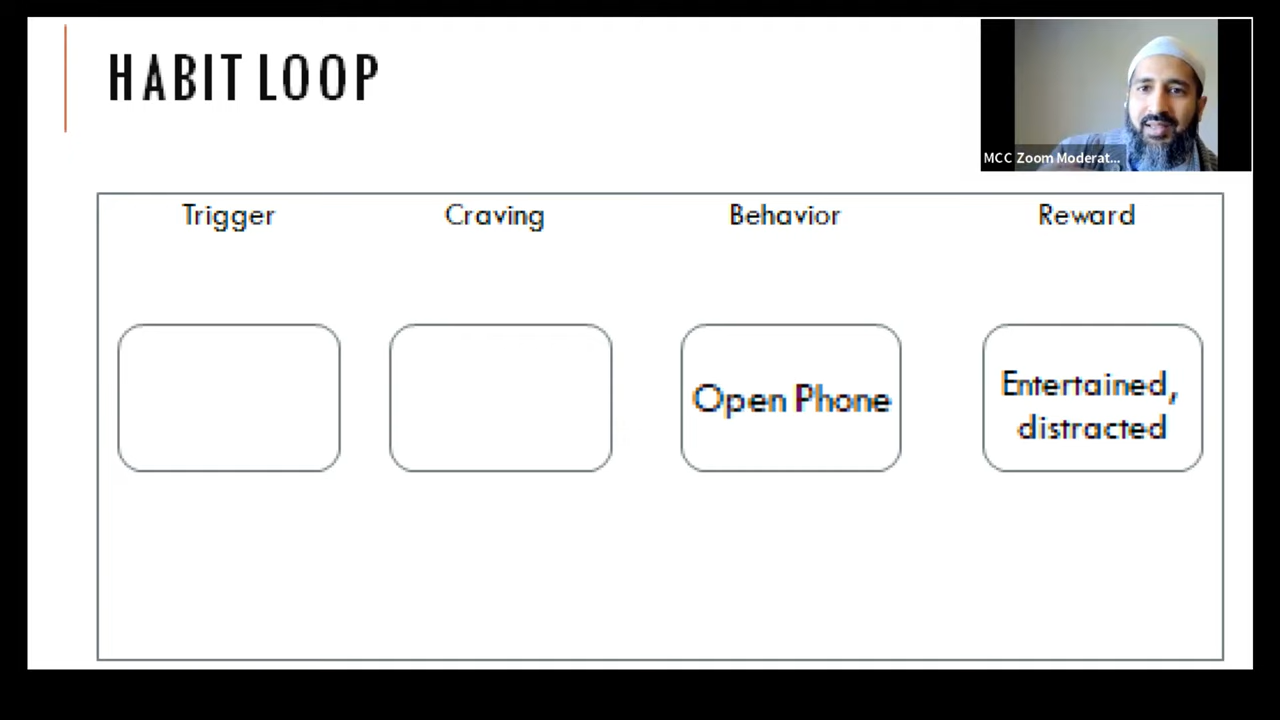 HABIT LOOP
MCC Zoom Moderat...
Trigger
Craving
Behavior
Reward
Open Phone
Entertained,
distracted